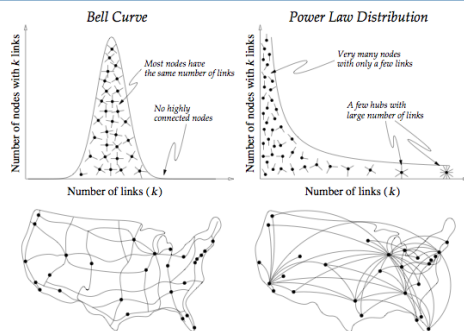 Bell Curve
Number of nodes with k links
Most nodes have
the same number of links
No highly
connected nodes
Number of links (k)
Power Law Distribution
Number of nodes with k links
Very many nodes
with only a few links
A few hubs with
large number of links
Number of links (k)